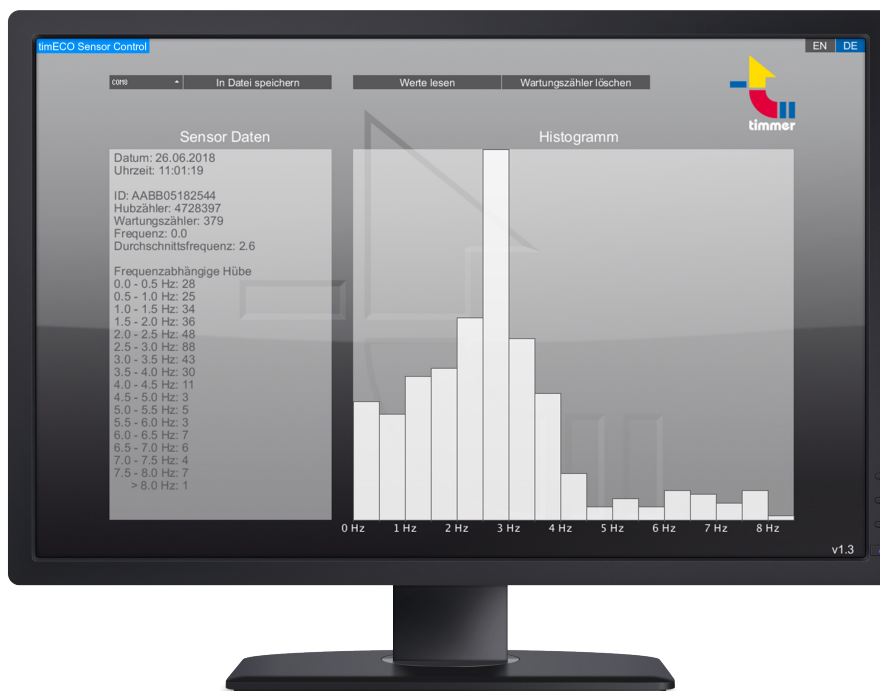 timECO Sensor Control
EN DE
COM8 In Datei speichern Werte lesen Wartungszähler löschen
timmer
Sensor Daten
Datum: 26.06.2018
Uhrzeit: 11:01:19
ID: AABB05182544
Hubzähler: 4728397
Wartungszähler: 379
Frequenz: 0.0
Durchschnittsfrequenz: 2.6
Frequenzabhängige Hübe
0.0 - 0.5 Hz: 28
0.5 - 1.0 Hz: 25
1.0 - 1.5 Hz: 34
1.5 - 2.0 Hz: 36
2.0 - 2.5 Hz: 48
2.5 - 3.0 Hz: 88
3.0 - 3.5 Hz: 43
3.5 - 4.0 Hz: 30
4.0 - 4.5 Hz: 11
4.5 - 5.0 Hz: 3
5.0 - 5.5 Hz: 5
5.5 - 6.0 Hz: 3
6.0 - 6.5 Hz: 7
6.5 - 7.0 Hz: 6
7.0 - 7.5 Hz: 4
7.5 - 8.0 Hz: 7
> 8.0 Hz: 1
Histogramm
0 Hz 1 Hz 2 Hz 3 Hz 4 Hz 5 Hz 6 Hz 7 Hz 8 Hz
v1.3